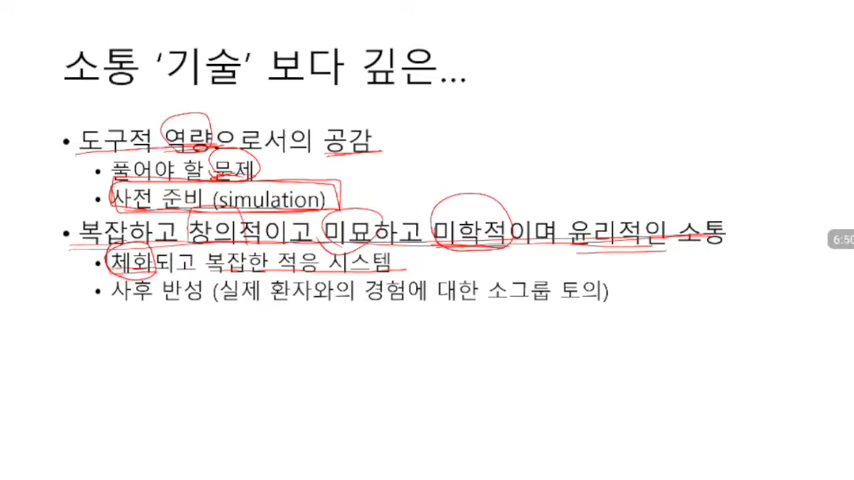 소통 ‘기술’ 보다 깊은...
• 도구적 역량으로서의 공감
• 풀어야 할 문제
• 사전 준비 (simulation)
• 복잡하고 창의적이고 미묘하고 미학적이며 윤리적인 소통
• 체화되고 복잡한 적응 시스템
• 사후 반성 (실제 환자와의 경험에 대한 소그룹 토의)